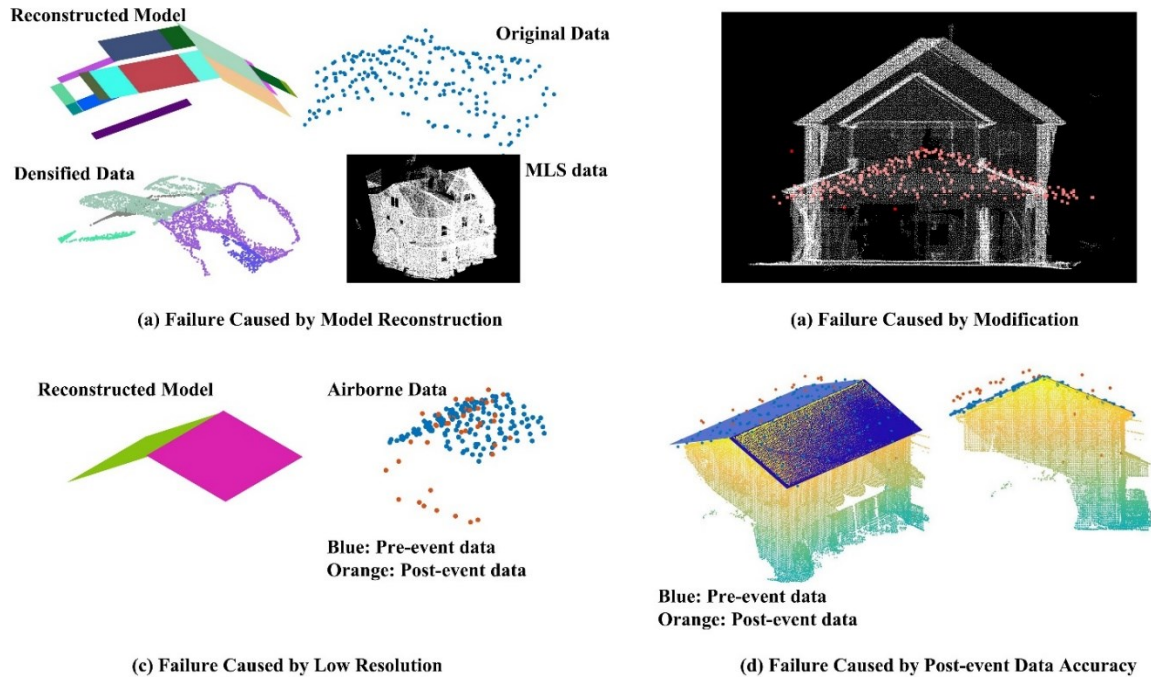 Reconstructed Model
Original Data
Densified Data
MLS data
(a) Failure Caused by Model Reconstruction
(a) Failure Caused by Modification
Reconstructed Model
Airborne Data
Blue: Pre-event data
Orange: Post-event data
(c) Failure Caused by Low Resolution
Blue: Pre-event data
Orange: Post-event data
(d) Failure Caused by Post-event Data Accuracy